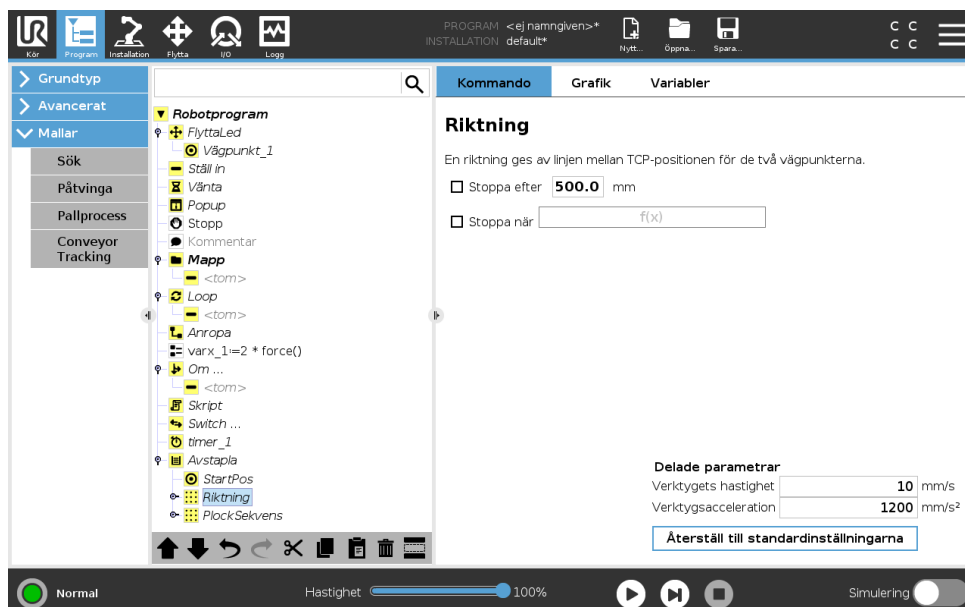 UR
Kör
Program
Installation
Flytta
I/O
Logg
PROGRAM <ej namngiven>*
INSTALLATION default*
Nytt...
Öppna...
Spara...
C C
C C
Grundtyp
Avancerat
Mallar
Sök
Påtvinga
Pallprocess
Conveyor
Tracking
Robotprogram
FlyttaLed
Vägpunkt_1
Ställ in
Vänta
Popup
Stopp
Kommentar
Mapp
<tom>
Loop
<tom>
Anropa
varx_1≔2 * force()
Om ...
<tom>
Skript
Switch ...
timer_1
Avstapla
StartPos
Riktning
PlockSekvens
Kommando
Grafik
Variabler
Riktning
En riktning ges av linjen mellan TCP-positionen för de två vägpunkterna.
Stoppa efter 500.0 mm
Stoppa när f(x)
Delade parametrar
Verktygets hastighet 10 mm/s
Verktygsacceleration 1200 mm/s²
Återställ till standardinställningarna
Normal
Hastighet 100%
Simulering